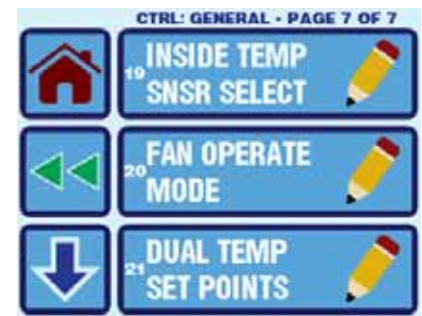 CTRL: GENERAL - PAGE 7 OF 7
19 INSIDE TEMP
SNSR SELECT
20 FAN OPERATE
MODE
21 DUAL TEMP
SET POINTS